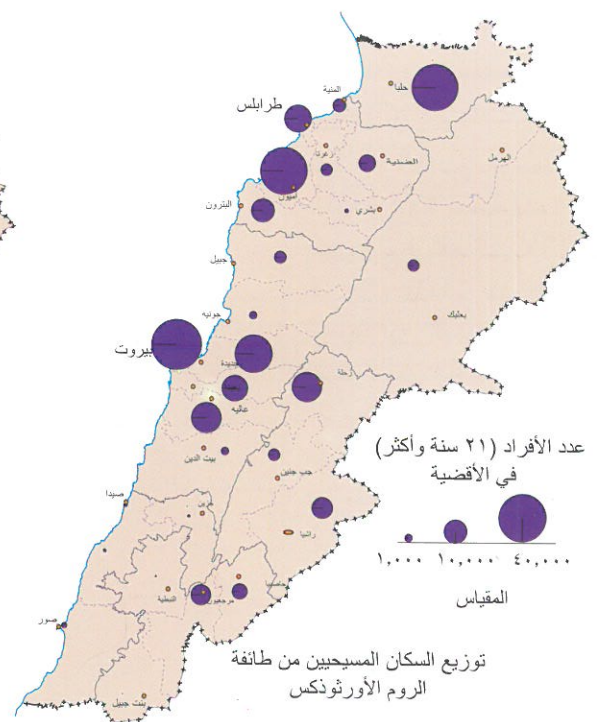 المنية
حلبا
طرابلس
زغرتا
الضنية
الهرمل
أميون
البترون
بشري
جبيل
بعلبك
جونيه
بيروت
زحلة
عاليه
بيت الدين
جب جنين
عدد الأفراد (٢١ سنة وأكثر)
في الأقضية
١,٠٠٠ ١٠,٠٠٠ ٤٠,٠٠٠
المقياس
صيدا
راشيا
حاصبيا
النبطية
مرجعيون
صور
بنت جبيل
توزيع السكان المسيحيين من طائفة
الروم الأورثوذكس